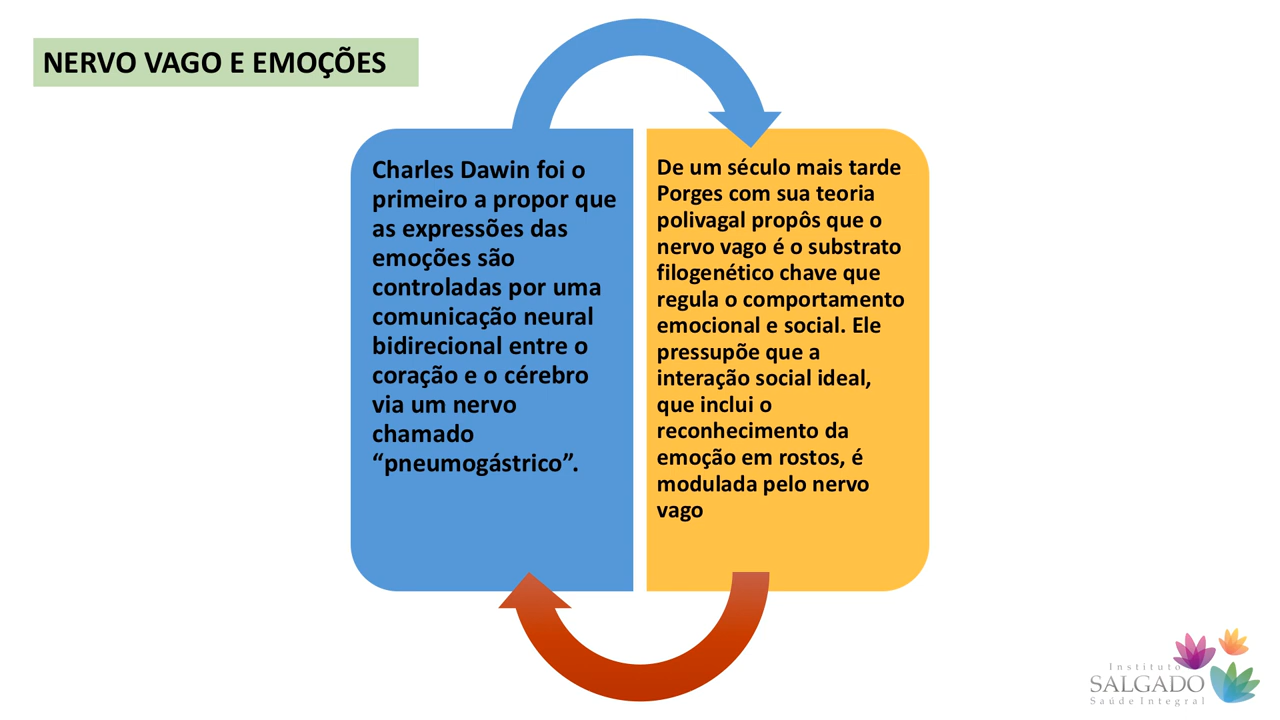 NERVO VAGO E EMOÇÕES
Charles Dawin foi o
primeiro a propor que
as expressões das
emoções são
controladas por uma
comunicação neural
bidirecional entre o
coração e o cérebro
via um nervo
chamado
“pneumogástrico”.
De um século mais tarde
Porges com sua teoria
polivagal propôs que o
nervo vago é o substrato
filogenético chave que
regula o comportamento
emocional e social. Ele
pressupõe que a
interação social ideal,
que inclui o
reconhecimento da
emoção em rostos, é
modulada pelo nervo
vago
Instituto
SALGADO
Saúde Integral